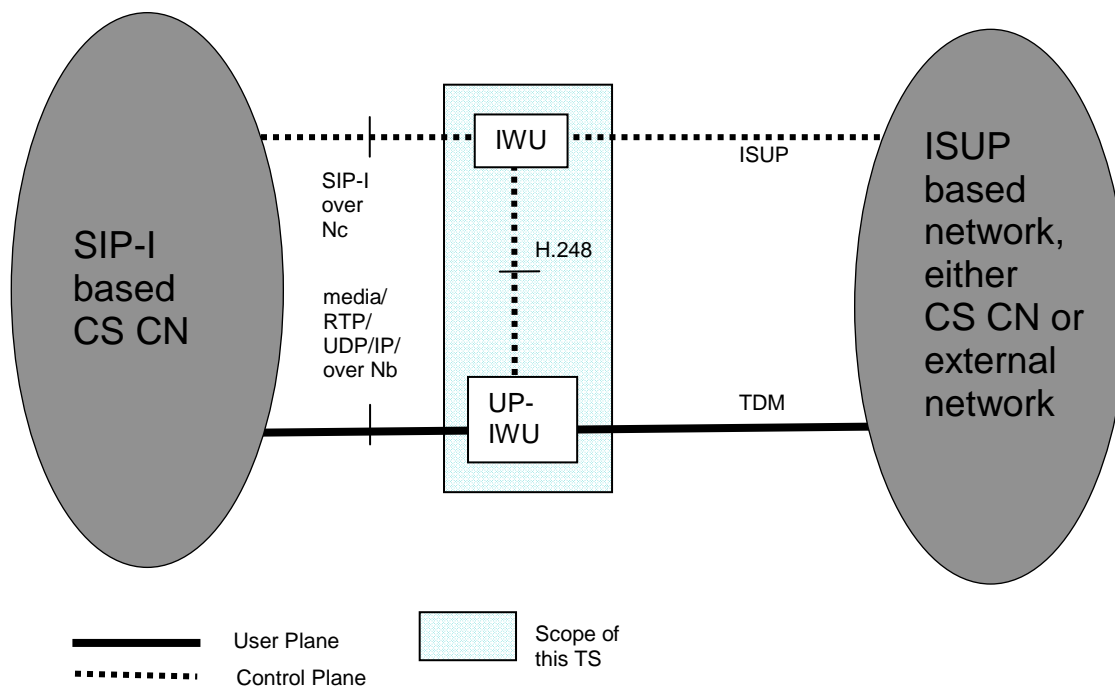 SIP-I
based
CS CN
SIP-I
over
Nc
media/
RTP/
UDP/IP/
over Nb
IWU
H.248
UP-
IWU
ISUP
TDM
ISUP
based
network,
either
CS CN or
external
network
User Plane
Control Plane
Scope of
this TS